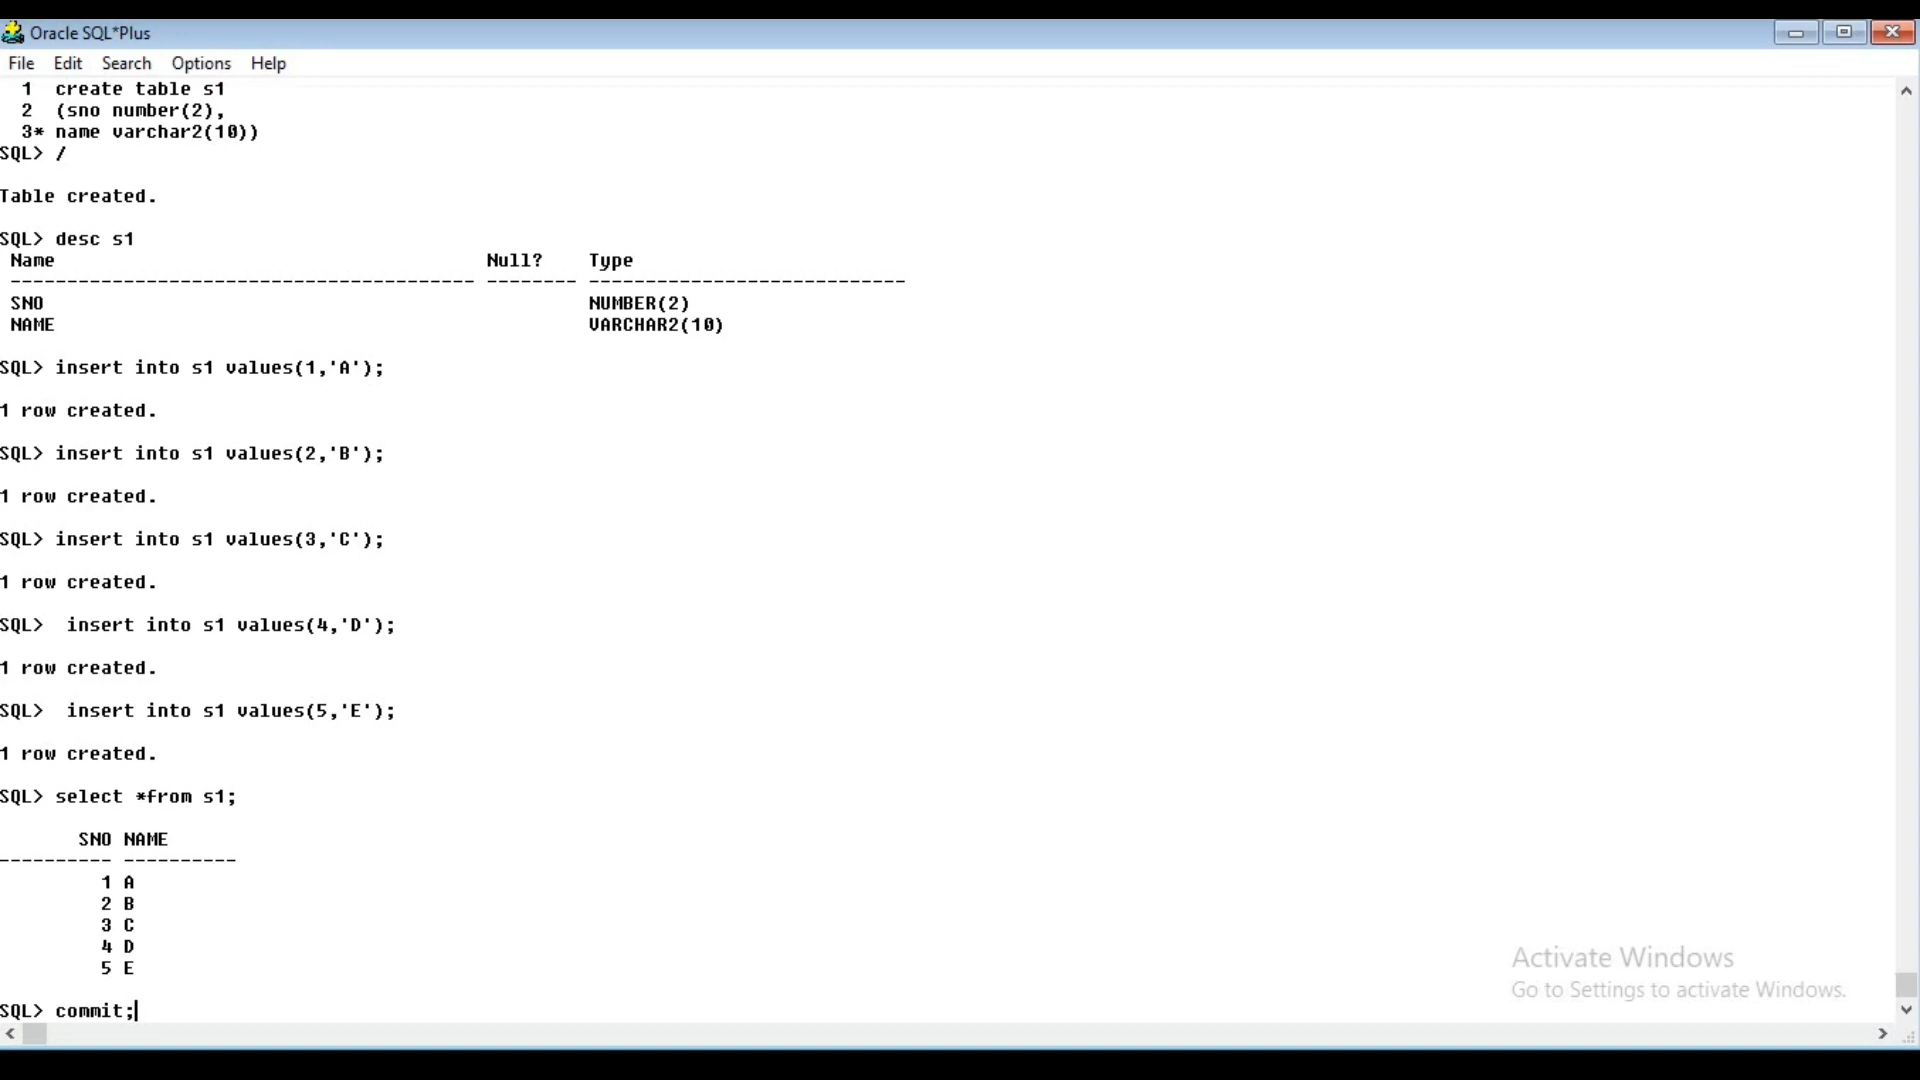 Oracle SQL*Plus
File Edit Search Options Help
1 create table s1
2 (sno number(2),
3* name varchar2(10))
SQL> /
Table created.
SQL> desc s1
Name Null? Type
----------------------------------------- -------- ----------------------------
SNO NUMBER(2)
NAME VARCHAR2(10)
SQL> insert into s1 values(1,'A');
1 row created.
SQL> insert into s1 values(2,'B');
1 row created.
SQL> insert into s1 values(3,'C');
1 row created.
SQL>  insert into s1 values(4,'D');
1 row created.
SQL>  insert into s1 values(5,'E');
1 row created.
SQL> select *from s1;
SNO NAME
---------- ----------
1 A
2 B
3 C
4 D
5 E
SQL> commit;
Activate Windows
Go to Settings to activate Windows.